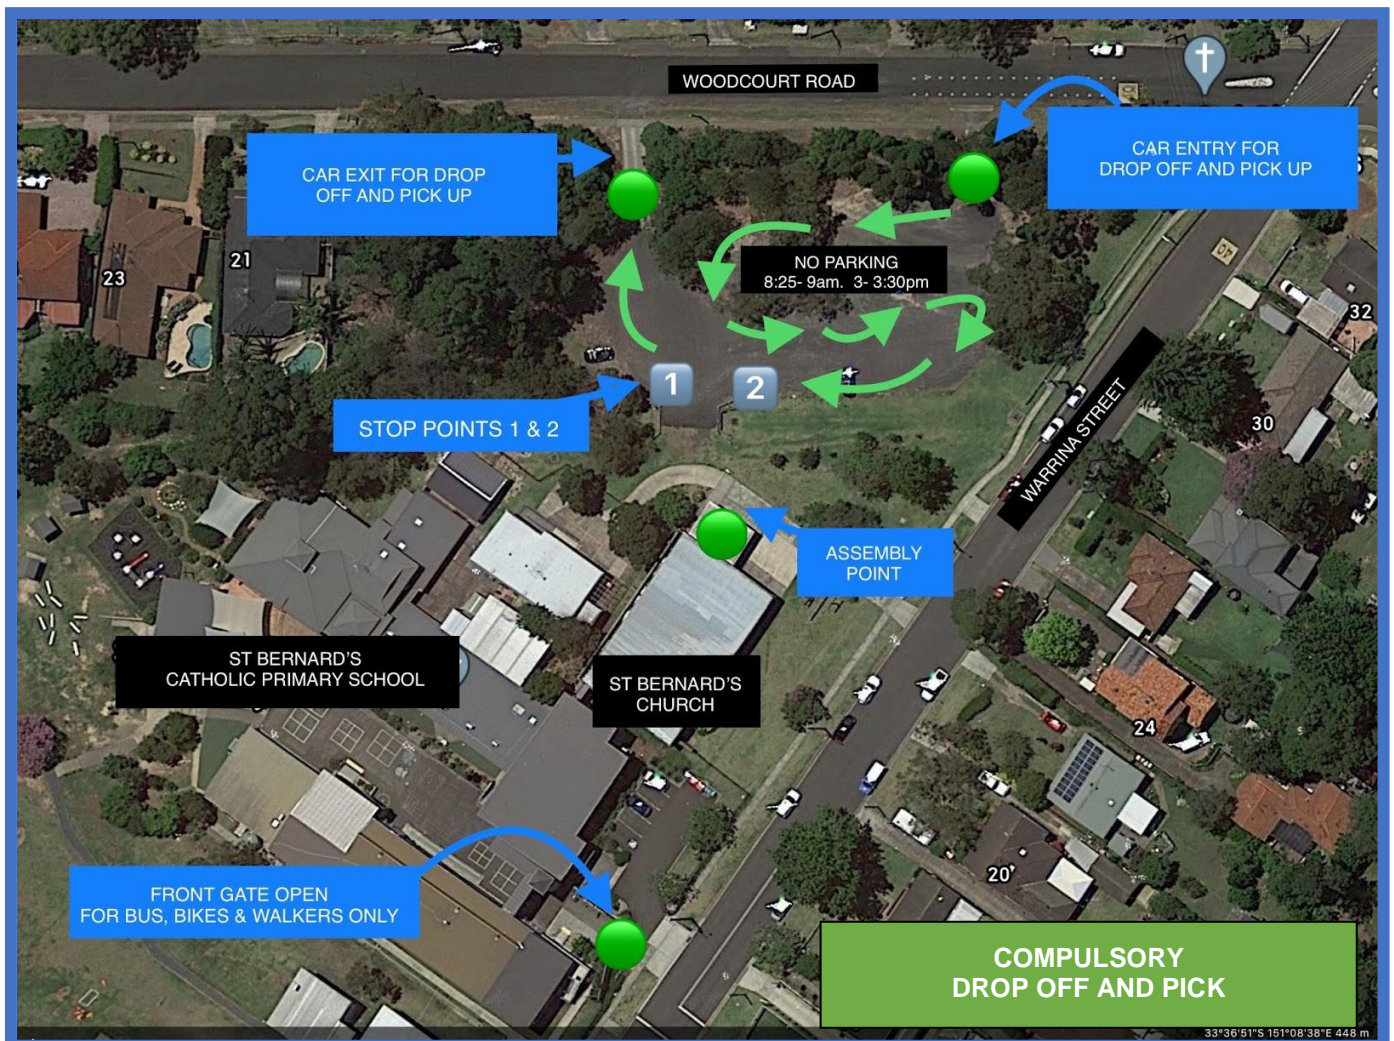 WOODCOURT ROAD
40
CAR ENTRY FOR
DROP OFF AND PICK UP
CAR EXIT FOR DROP
OFF AND PICK UP
40
21
23
NO PARKING
8:25- 9am. 3- 3:30pm
32
1
2
STOP POINTS 1 & 2
WARRINA STREET
30
ASSEMBLY
POINT
ST BERNARD'S
CATHOLIC PRIMARY SCHOOL
ST BERNARD'S
CHURCH
24
20
FRONT GATE OPEN
FOR BUS, BIKES & WALKERS ONLY
COMPULSORY
DROP OFF AND PICK
33°36'51"S 151°08'38"E 448 m